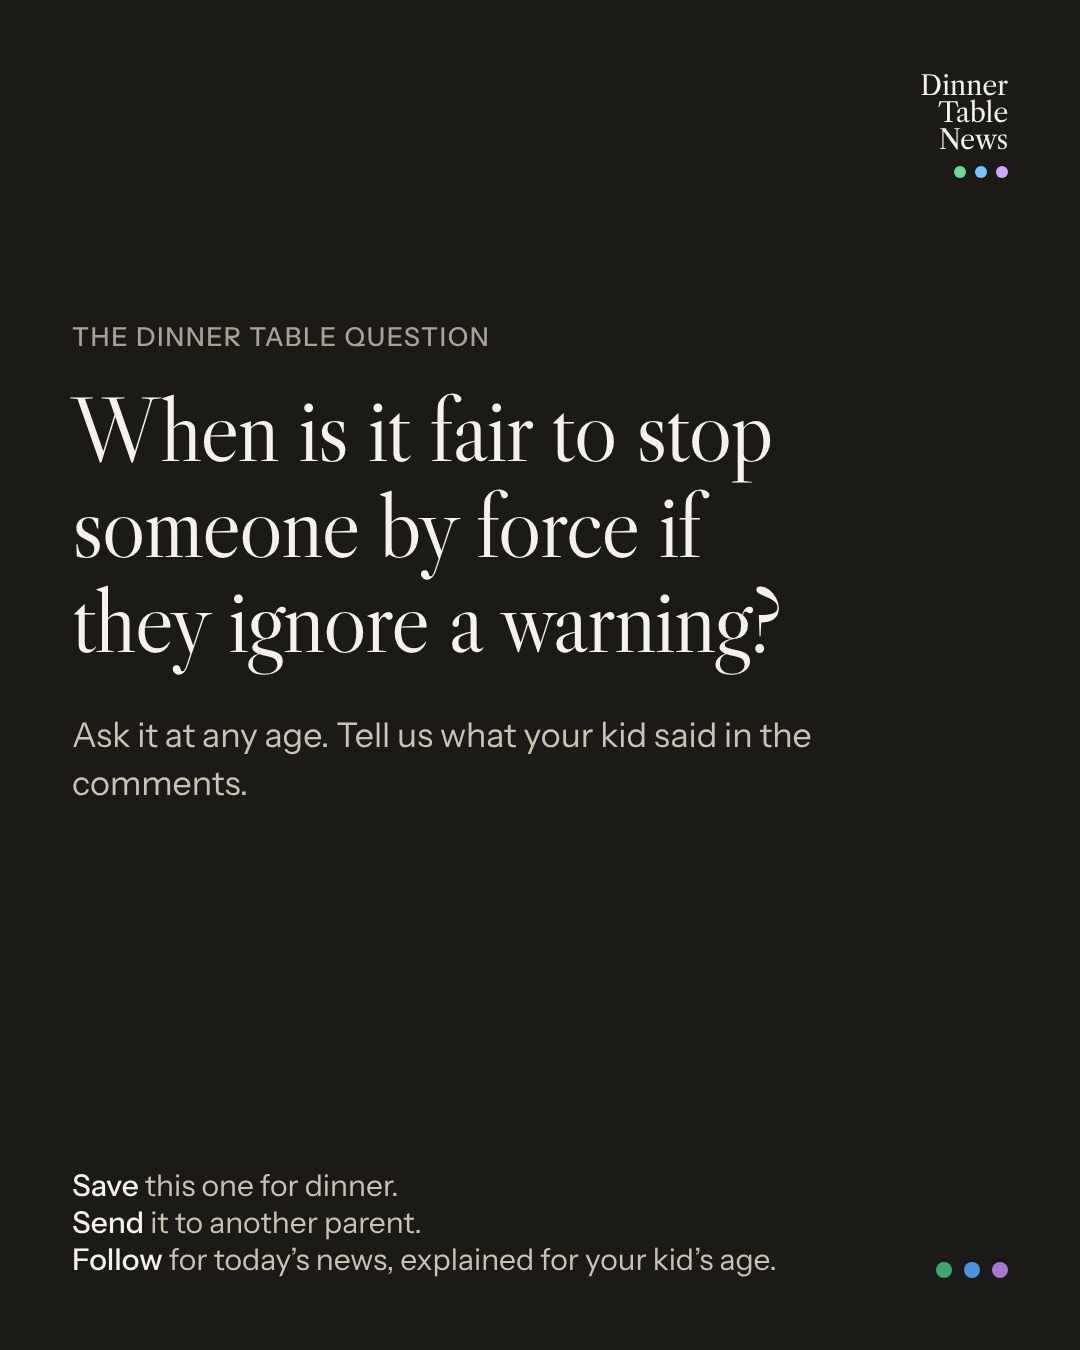 Dinner
Table
News
THE DINNER TABLE QUESTION
When is it fair to stop
someone by force if
they ignore a warning?
Ask it at any age. Tell us what your kid said in the
comments.
Save this one for dinner.
Send it to another parent.
Follow for today’s news, explained for your kid’s age.